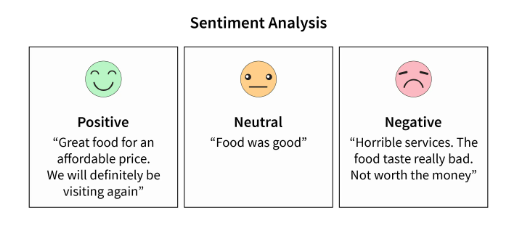 Sentiment Analysis
Positive
“Great food for an
affordable price.
We will definitely be
visiting again”
Neutral
“Food was good”
Negative
“Horrible services. The
food taste really bad.
Not worth the money”